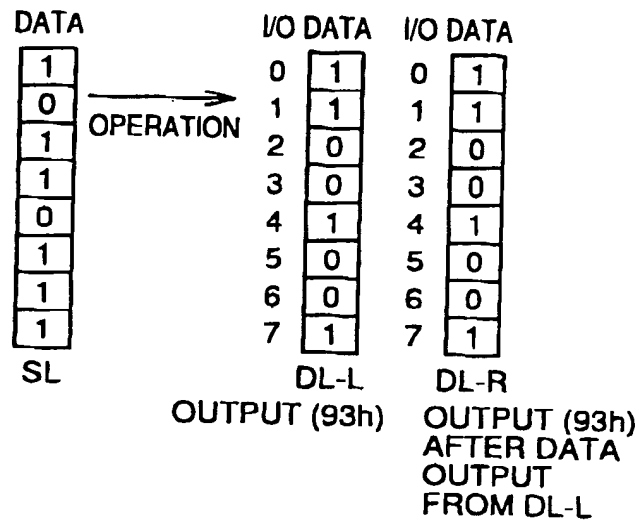 DATA
1
0
1
1
0
1
1
1
SL
OPERATION
I/O DATA
0 1
1 1
2 0
3 0
4 1
5 0
6 0
7 1
DL-L
OUTPUT (93h)
I/O DATA
0 1
1 1
2 0
3 0
4 1
5 0
6 0
7 1
DL-R
OUTPUT (93h)
AFTER DATA
OUTPUT
FROM DL-L